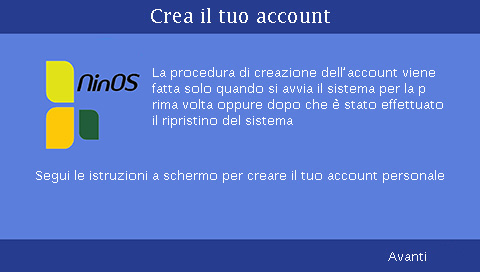 Crea il tuo account
NinOS
La procedura di creazione dell'account viene
fatta solo quando si avvia il sistema per la p
rima volta oppure dopo che è stato effettuato
il ripristino del sistema
Segui le istruzioni a schermo per creare il tuo account personale
Avanti